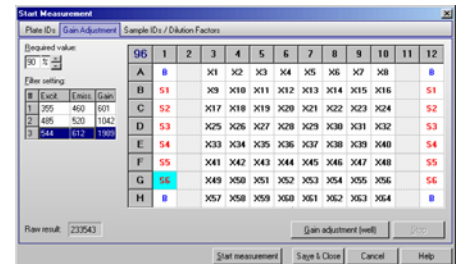 Start Measurement
Plate IDs Gain Adjustment Sample IDs / Dilution Factors
Required value:
90 %
Filter setting:
# Excit. Emiss. Gain
1 355 460 601
2 485 520 1042
3 544 612 1989
96 1 2 3 4 5 6 7 8 9 10 11 12
A B X1 X2 X3 X4 X5 X6 X7 X8 B
B S1 X9 X10 X11 X12 X13 X14 X15 X16 S1
C S2 X17 X18 X19 X20 X21 X22 X23 X24 S2
D S3 X25 X26 X27 X28 X29 X30 X31 X32 S3
E S4 X33 X34 X35 X36 X37 X38 X39 X40 S4
F S5 X41 X42 X43 X44 X45 X46 X47 X48 S5
G S6 X49 X50 X51 X52 X53 X54 X55 X56 S6
H B X57 X58 X59 X60 X61 X62 X63 X64 B
Raw result: 233543
Gain adjustment (well) Stop
Start measurement Save & Close Cancel Help